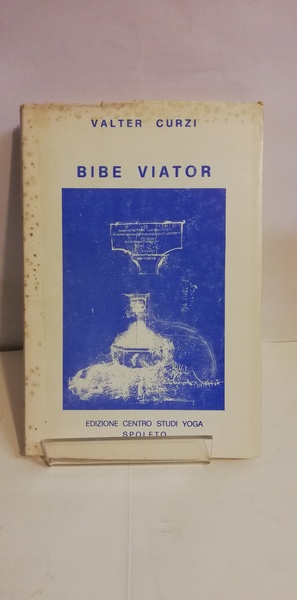 VALTER CURZI
BIBE VIATOR
EDIZIONE CENTRO STUDI YOGA
SPOLETO